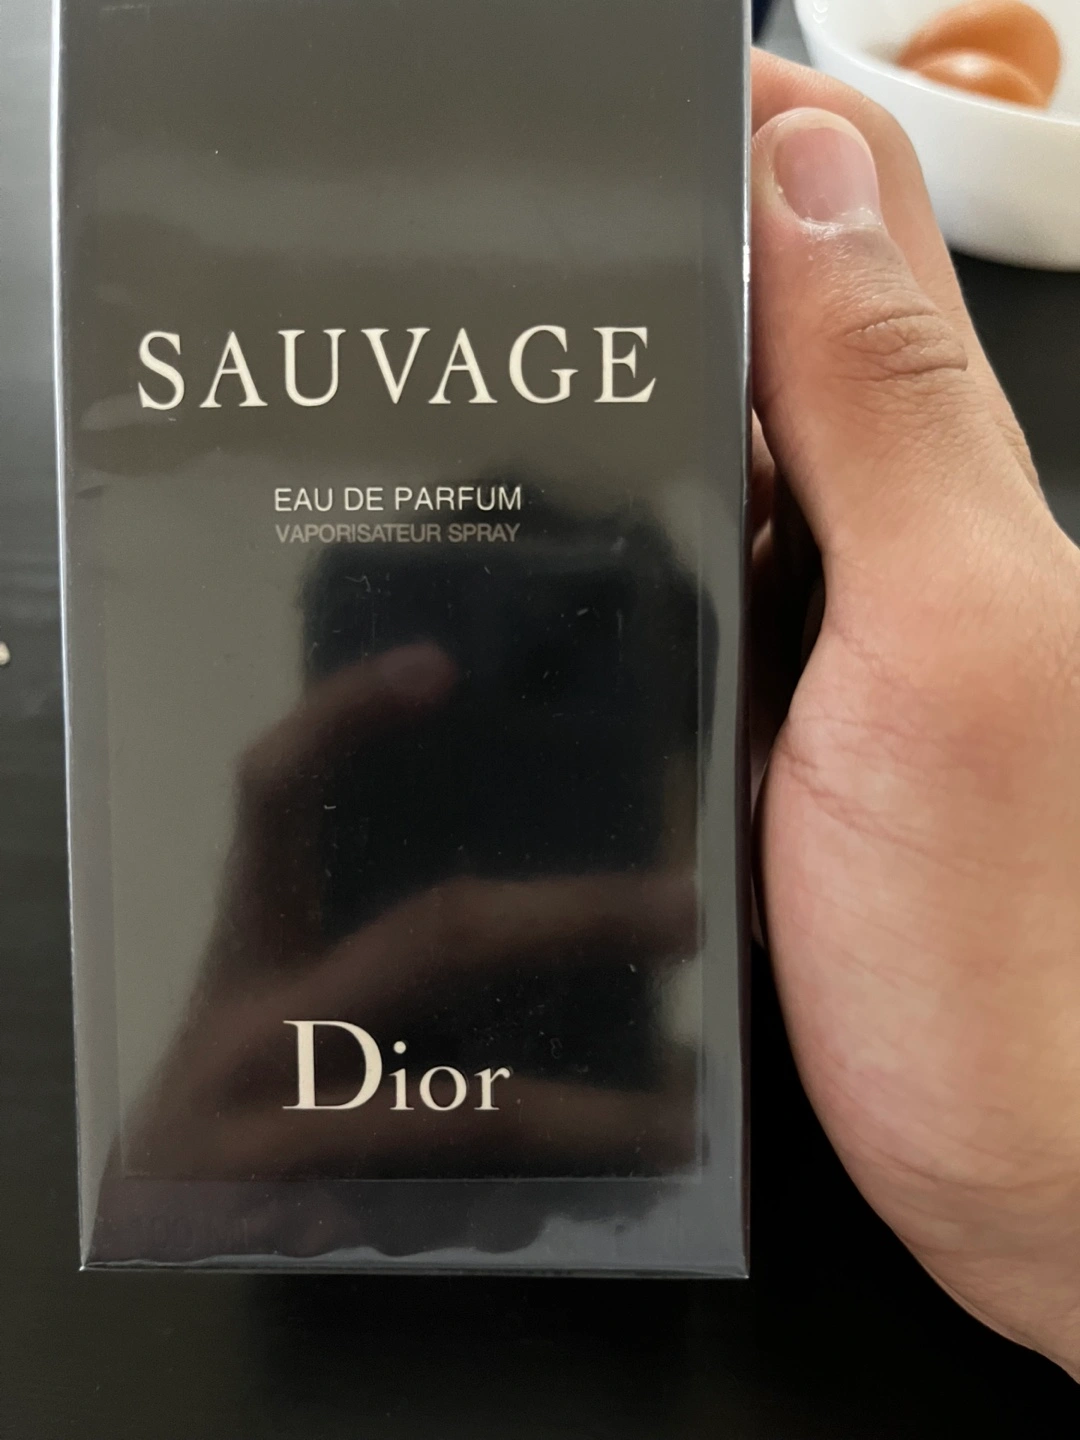 SAUVAGE
EAU DE PARFUM
VAPORISATEUR SPRAY
Dior